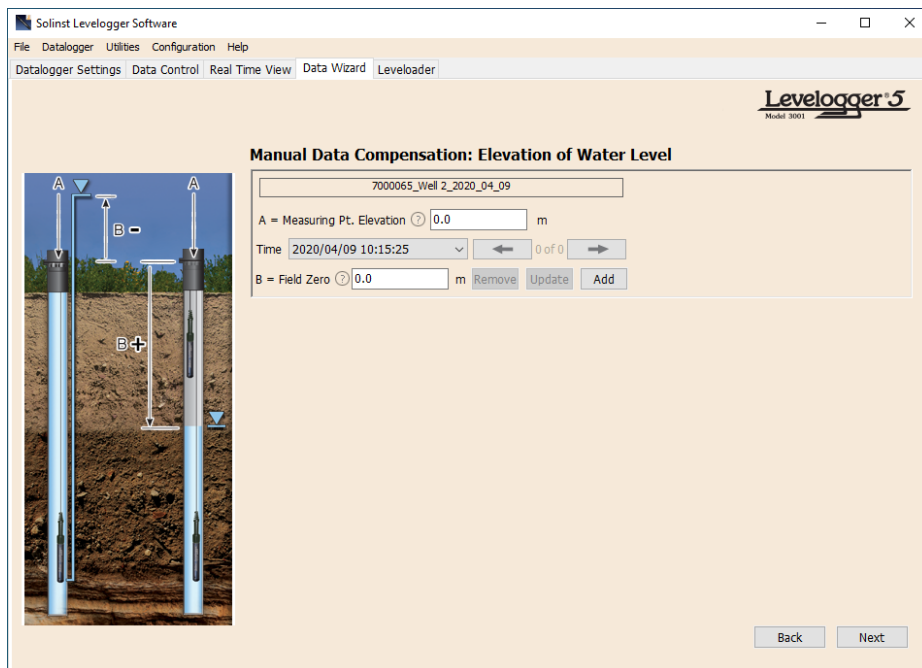 Solinst Levelogger Software
File Datalogger Utilities Configuration Help
Datalogger Settings Data Control Real Time View Data Wizard Leveloader
Levelogger® 5
Model 3001
Manual Data Compensation: Elevation of Water Level
7000065_Well 2_2020_04_09
A = Measuring Pt. Elevation ? 0.0 m
Time 2020/04/09 10:15:25 0 of 0
B = Field Zero ? 0.0 m Remove Update Add
A A
B -
B +
Back Next